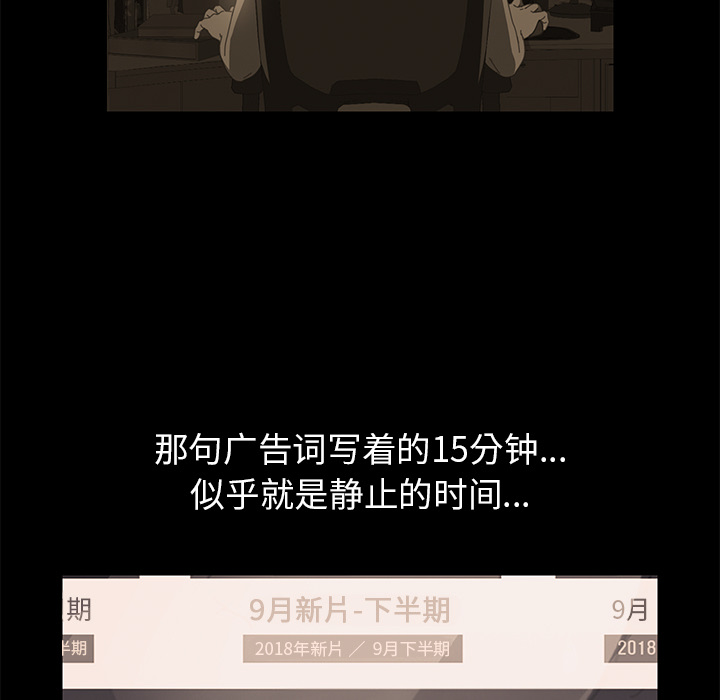 那句广告词写着的15分钟...
似乎就是静止的时间...
期 9月新片-下半期 9月
半期 2018年新片 ／ 9月下半期 2018